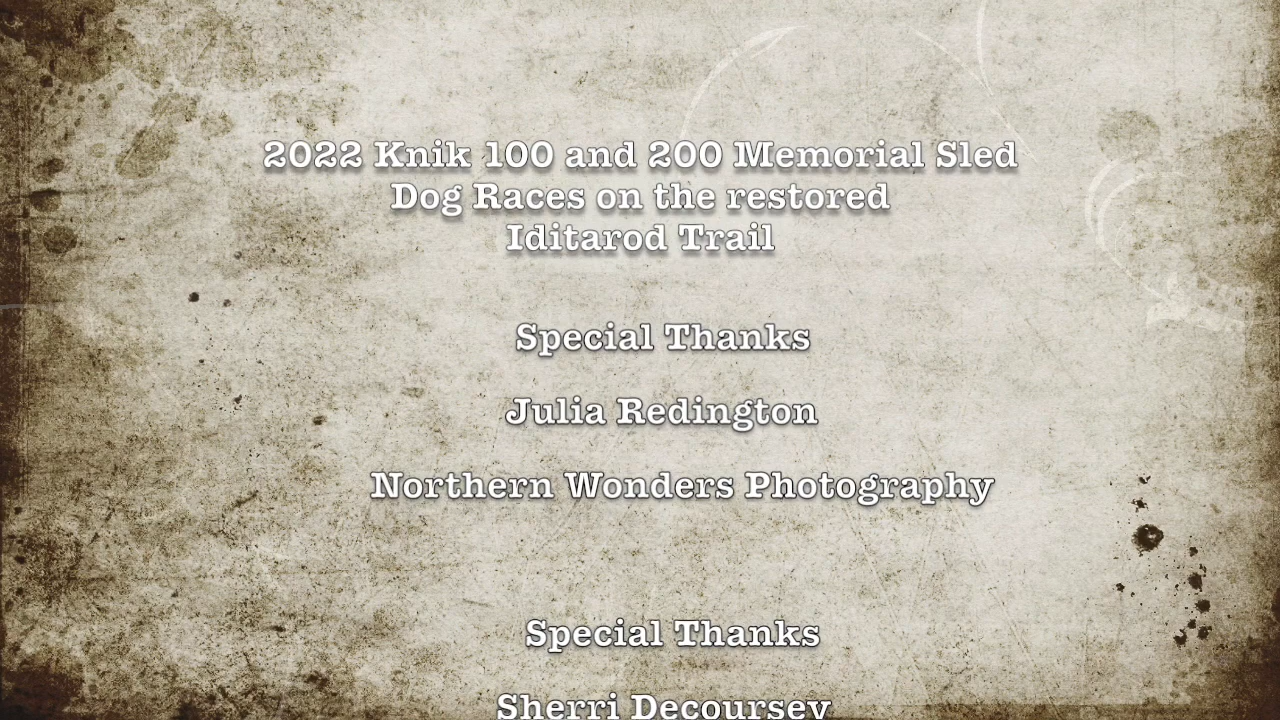 2022 Knik 100 and 200 Memorial Sled
Dog Races on the restored
Iditarod Trail
Special Thanks
Julia Redington
Northern Wonders Photography
Special Thanks
Sherri Decoursey